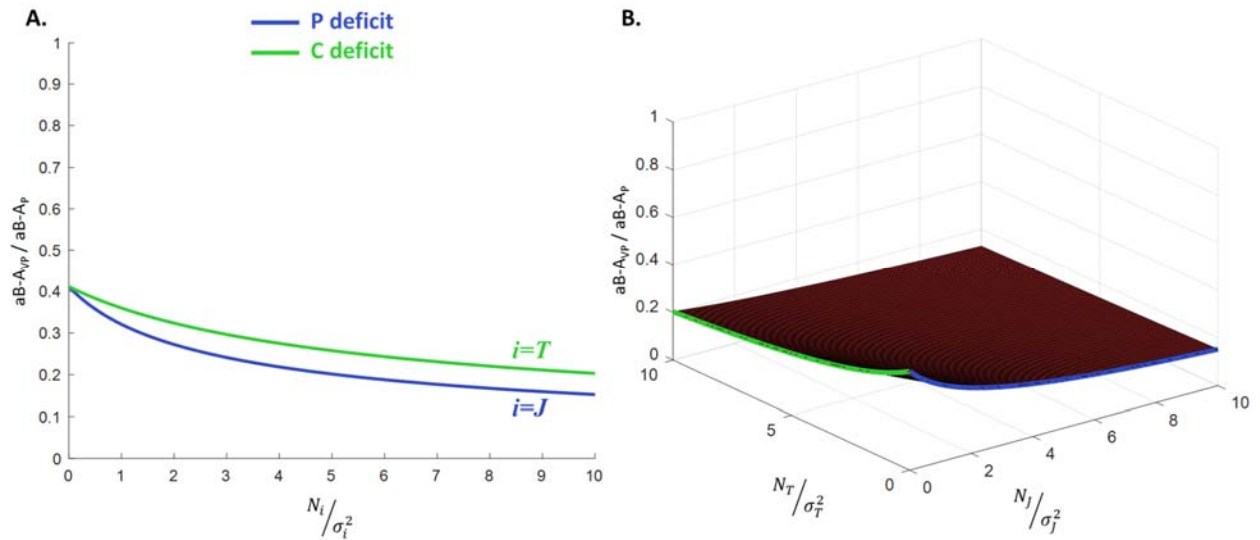 A.
P deficit
C deficit
1
0.9
0.8
0.7
0.6
0.5
0.4
0.3
0.2
0.1
0
aB-A_VP / aB-A_P
i=T
i=J
0 1 2 3 4 5 6 7 8 9 10
N_i/σ_i^2
B.
1
0.8
0.6
0.4
0.2
0
aB-A_VP / aB-A_P
10
5
0
N_T/σ_T^2
0
2
4
6
8
10
N_J/σ_J^2